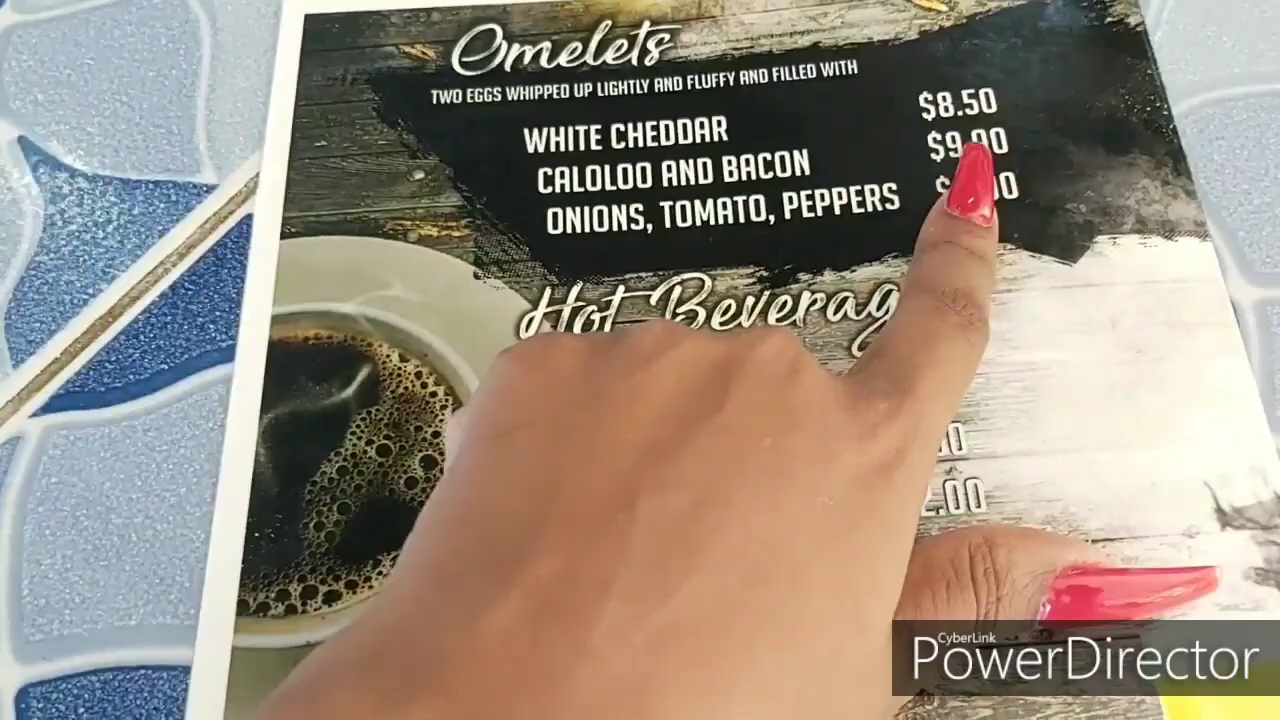 Omelets
TWO EGGS WHIPPED UP LIGHTLY AND FLUFFY AND FILLED WITH
WHITE CHEDDAR $8.50
CALOLOO AND BACON
ONIONS, TOMATO, PEPPERS
Hot
CyberLink
PowerDirector